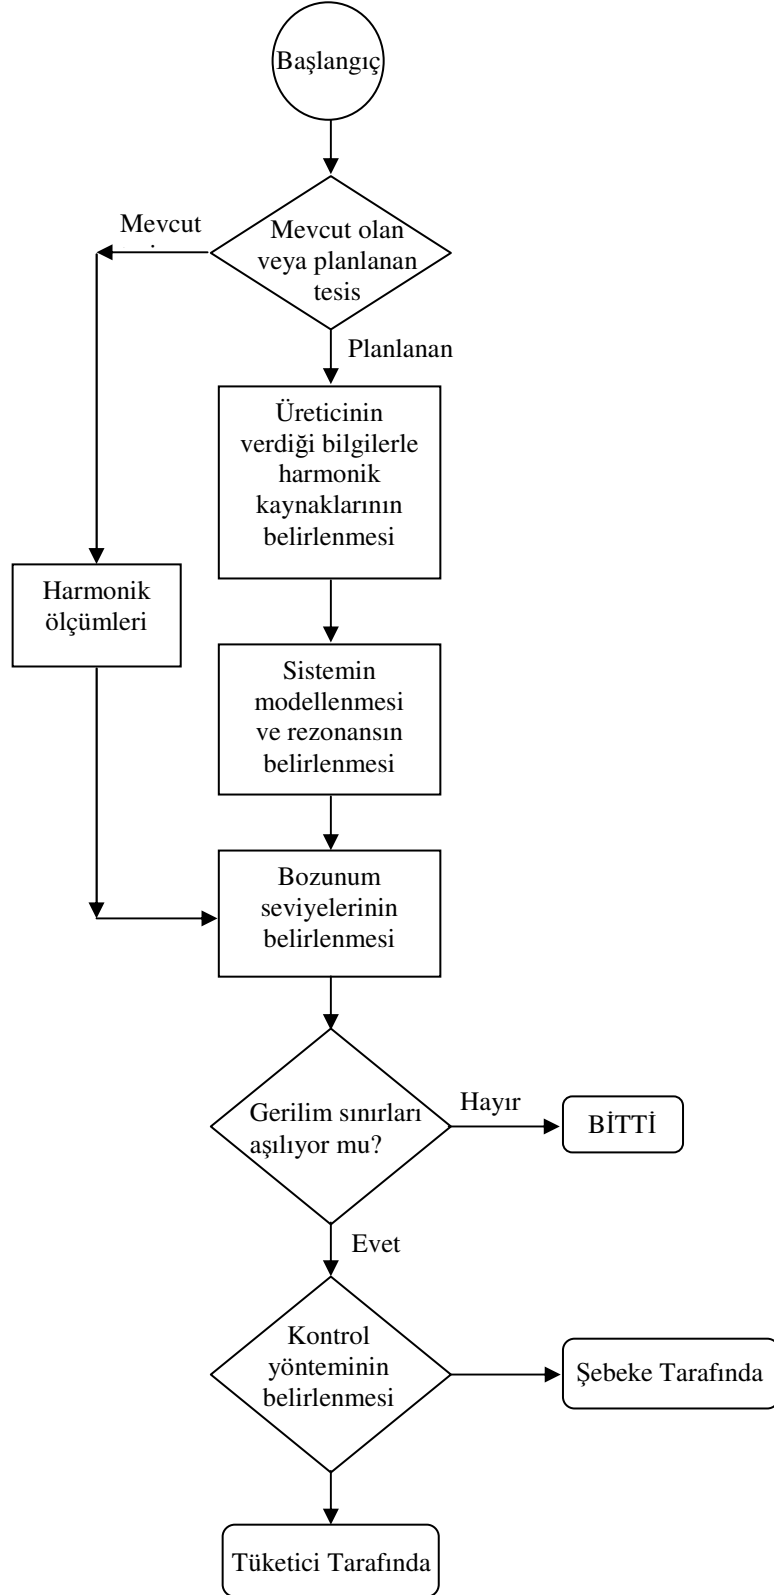 Başlangıç
Mevcut
Mevcut olan
veya planlanan
tesis
Planlanan
Üreticinin
verdiği bilgilerle
harmonik
kaynaklarının
belirlenmesi
Harmonik
ölçümleri
Sistemin
modellenmesi
ve rezonansın
belirlenmesi
Bozunum
seviyelerinin
belirlenmesi
Gerilim sınırları
aşılıyor mu?
Hayır
BİTTİ
Evet
Kontrol
yönteminin
belirlenmesi
Şebeke Tarafında
Tüketici Tarafında